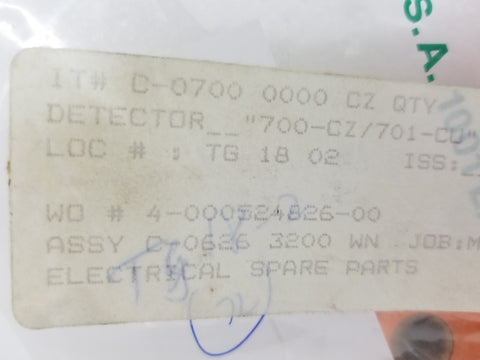 S.A.
IT# C-0700 0000 CZ QTY
DETECTOR__"700-CZ/701-CU"
LOC # : TG 18 02 ISS:
WO # 4-000524826-00
ASSY C-0626 3200 WN JOB:M
ELECTRICAL SPARE PARTS